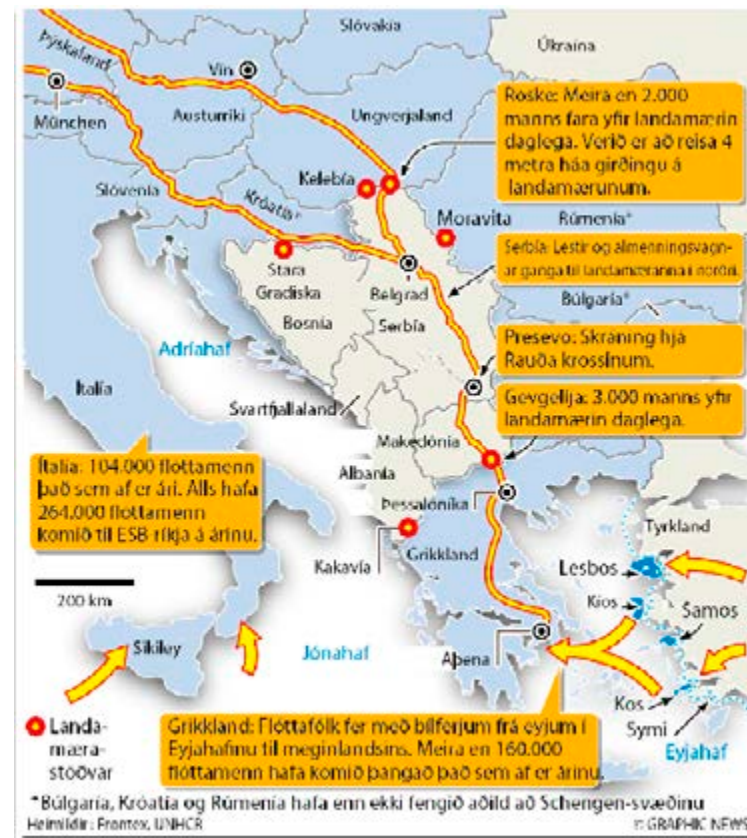 Slóvakía
Úkraína
Þýskaland
Vín
München
Austurríki
Ungverjaland
Roske: Meira en 2.000
manns fara yfir landamærin
daglega. Verið er að reisa 4
metra háa girðingu á
landamærunum.
Slóvenía
Króatía*
Kelebía
Moravita
Rúmenía*
Serbía: Lestir og almenningsvagn-
ar ganga til landamæranna í norðri.
Stara
Gradiska
Belgrad
Búlgaría*
Bosnía
Serbía
Adríahaf
Presevo: Skráning hjá
Rauða krossinum.
Ítalía
Svartfjallaland
Gevgelija: 3.000 manns yfir
landamærin daglega.
Makedónía
Ítalía: 104.000 flóttamenn
það sem af er ári. Alls hafa
264.000 flóttamenn
komið til ESB ríkja á árinu.
Albanía
Þessalóníka
Tyrkland
Kakavía
Grikkland
Lesbos
200 km
Kíos
Samos
Sikiley
Jónahaf
Aþena
Kos
Symi
Eyjahaf
Landa-
mæra-
stöðvar
Grikkland: Flóttafólk fer með bílferjum frá eyjum í
Eyjahafinu til meginlandsins. Meira en 160.000
flóttamenn hafa komið þangað það sem af er árinu.
*Búlgaría, Króatía og Rúmenía hafa enn ekki fengið aðild að Schengen-svæðinu
Heimildir: Frontex, UNHCR
© GRAPHIC NEWS